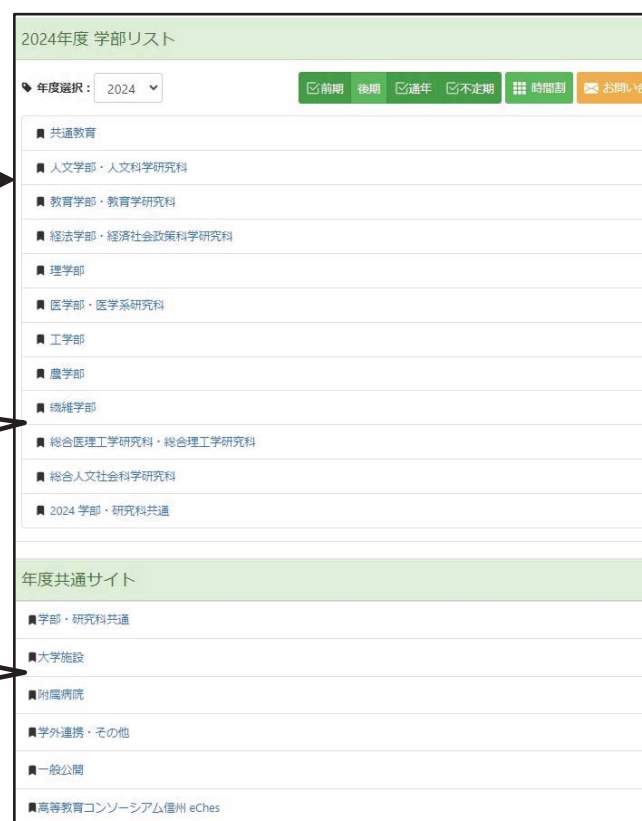 2024年度 学部リスト
年度選択: 2024 前期 後期 通年 不定期 時間割 お問い合
共通教育
人文学部・人文科学研究科
教育学部・教育学研究科
経法学部・経済社会政策科学研究科
理学部
医学部・医学系研究科
工学部
農学部
繊維学部
総合医理工学研究科・総合理工学研究科
総合人文社会科学研究科
2024 学部・研究科共通
年度共通サイト
学部・研究科共通
大学施設
附属病院
学外連携・その他
一般公開
高等教育コンソーシアム信州 eChes